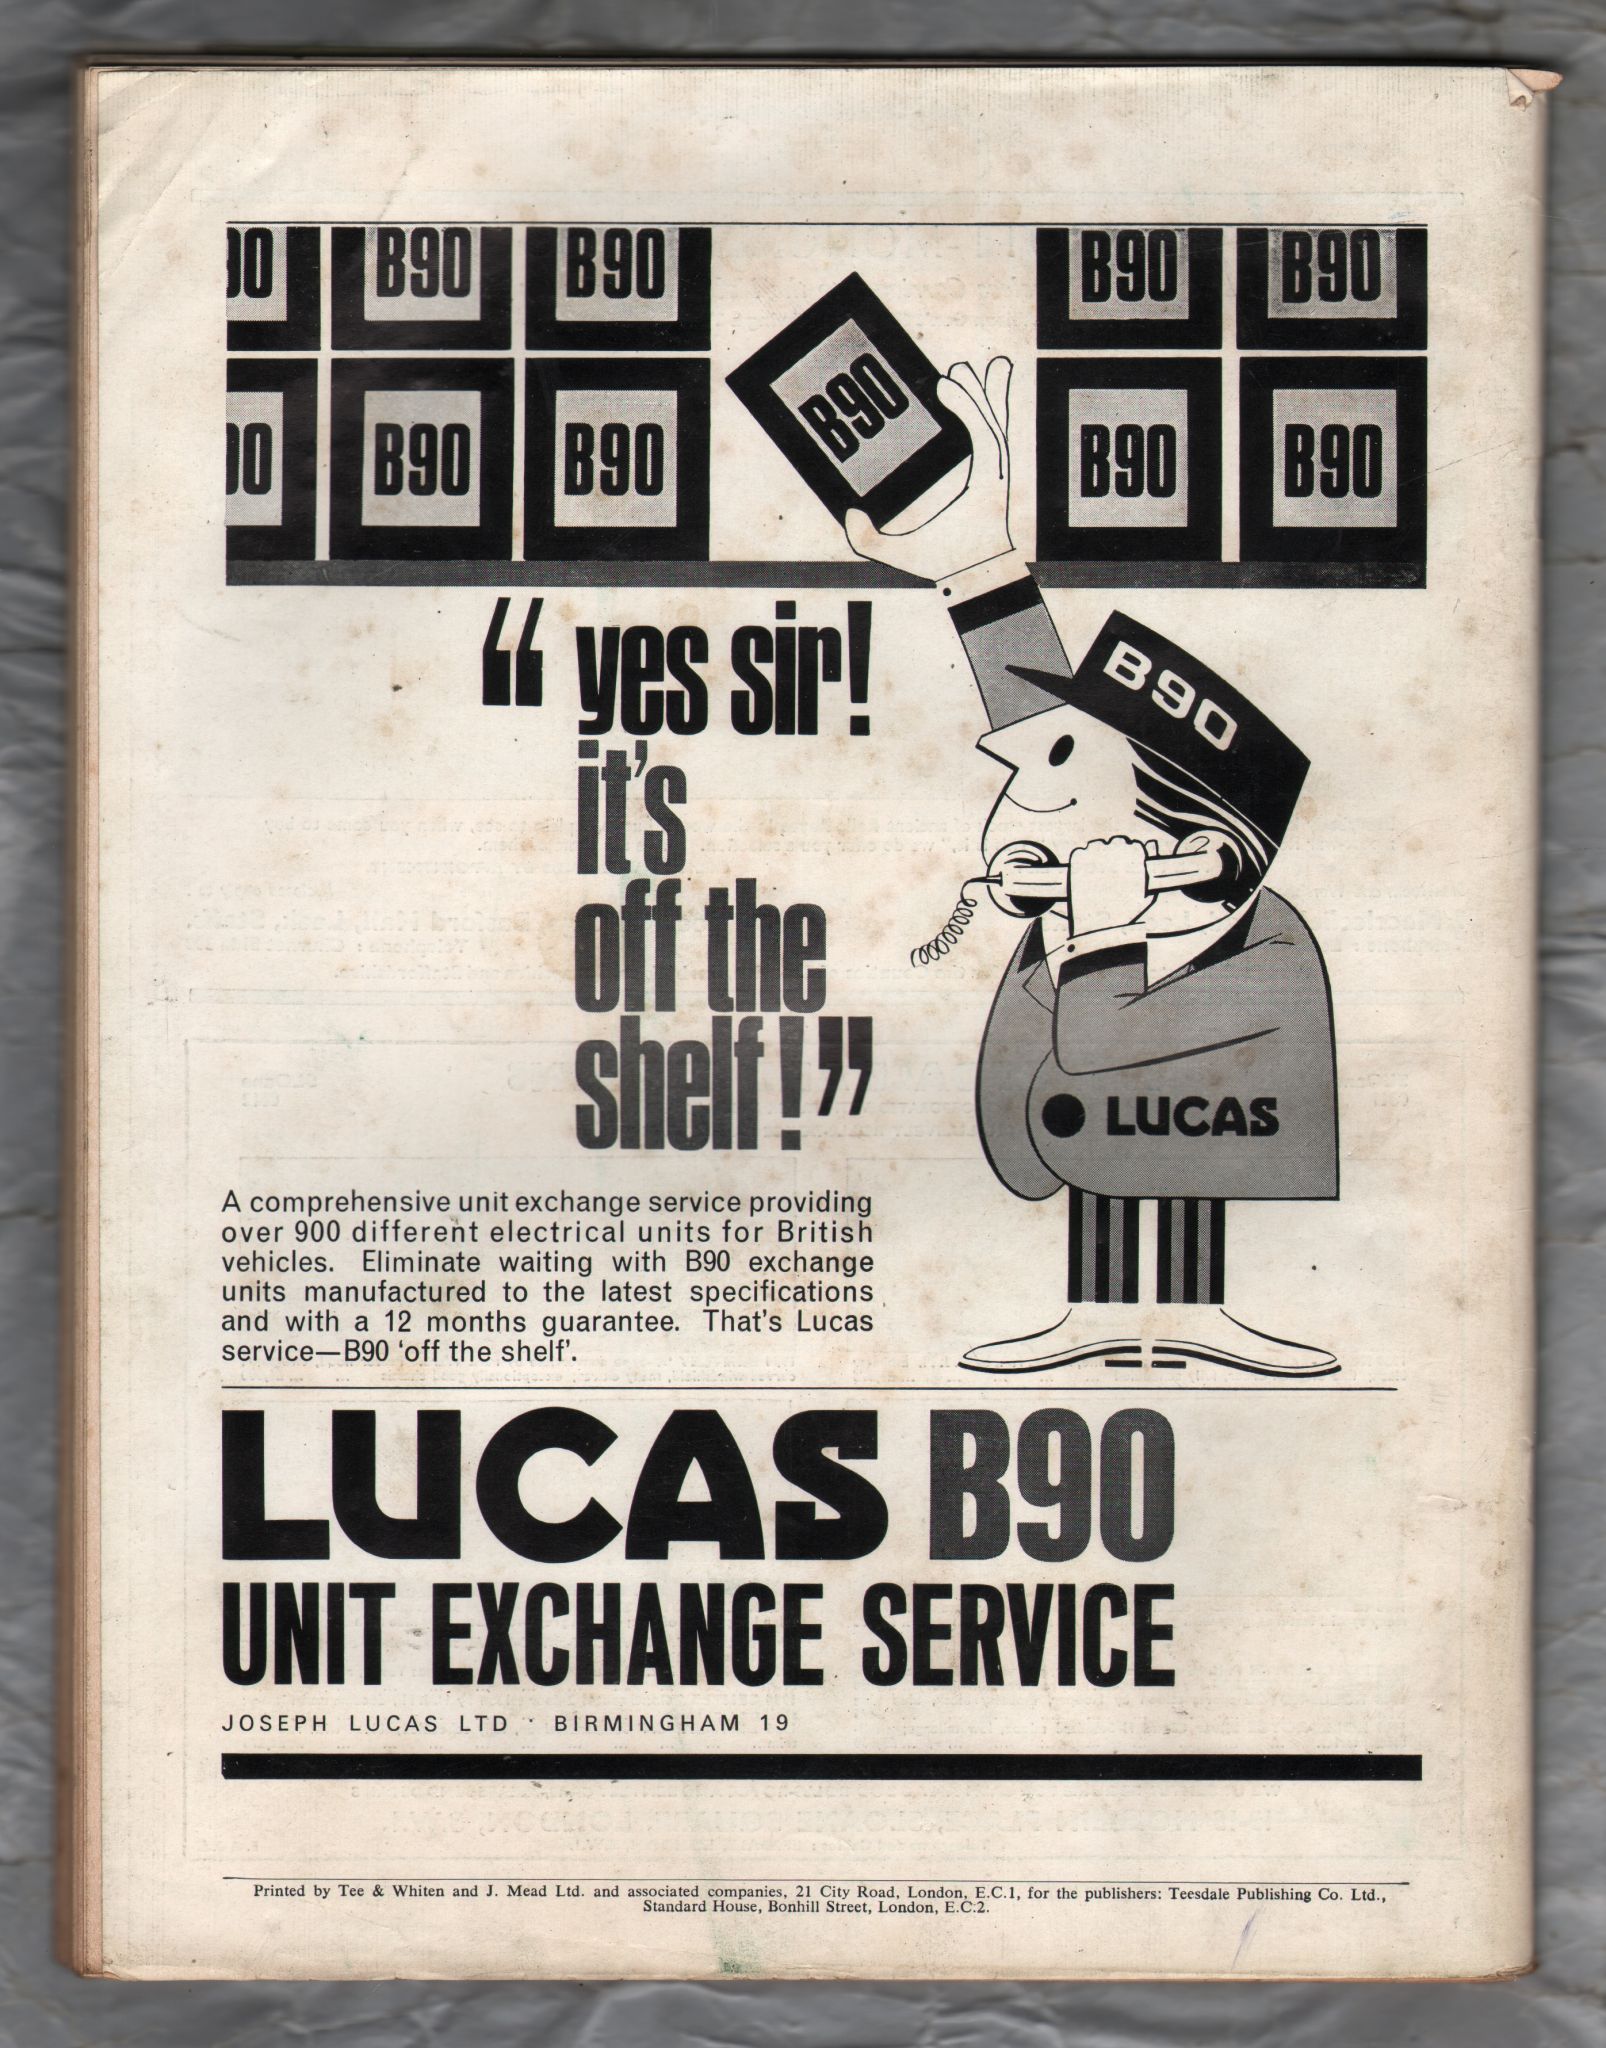 90 B90 B90 B90 B90
B90
90 B90 B90 B90 B90
B90
“yes sir!
it's
off the
shelf!”
LUCAS
A comprehensive unit exchange service providing
over 900 different electrical units for British
vehicles. Eliminate waiting with B90 exchange
units manufactured to the latest specifications
and with a 12 months guarantee. That's Lucas
service—B90 ‘off the shelf’.
LUCAS B90
UNIT EXCHANGE SERVICE
JOSEPH LUCAS LTD · BIRMINGHAM 19
Printed by Tee & Whiten and J. Mead Ltd. and associated companies, 21 City Road, London, E.C.1, for the publishers: Teesdale Publishing Co. Ltd.,
Standard House, Bonhill Street, London, E.C.2.